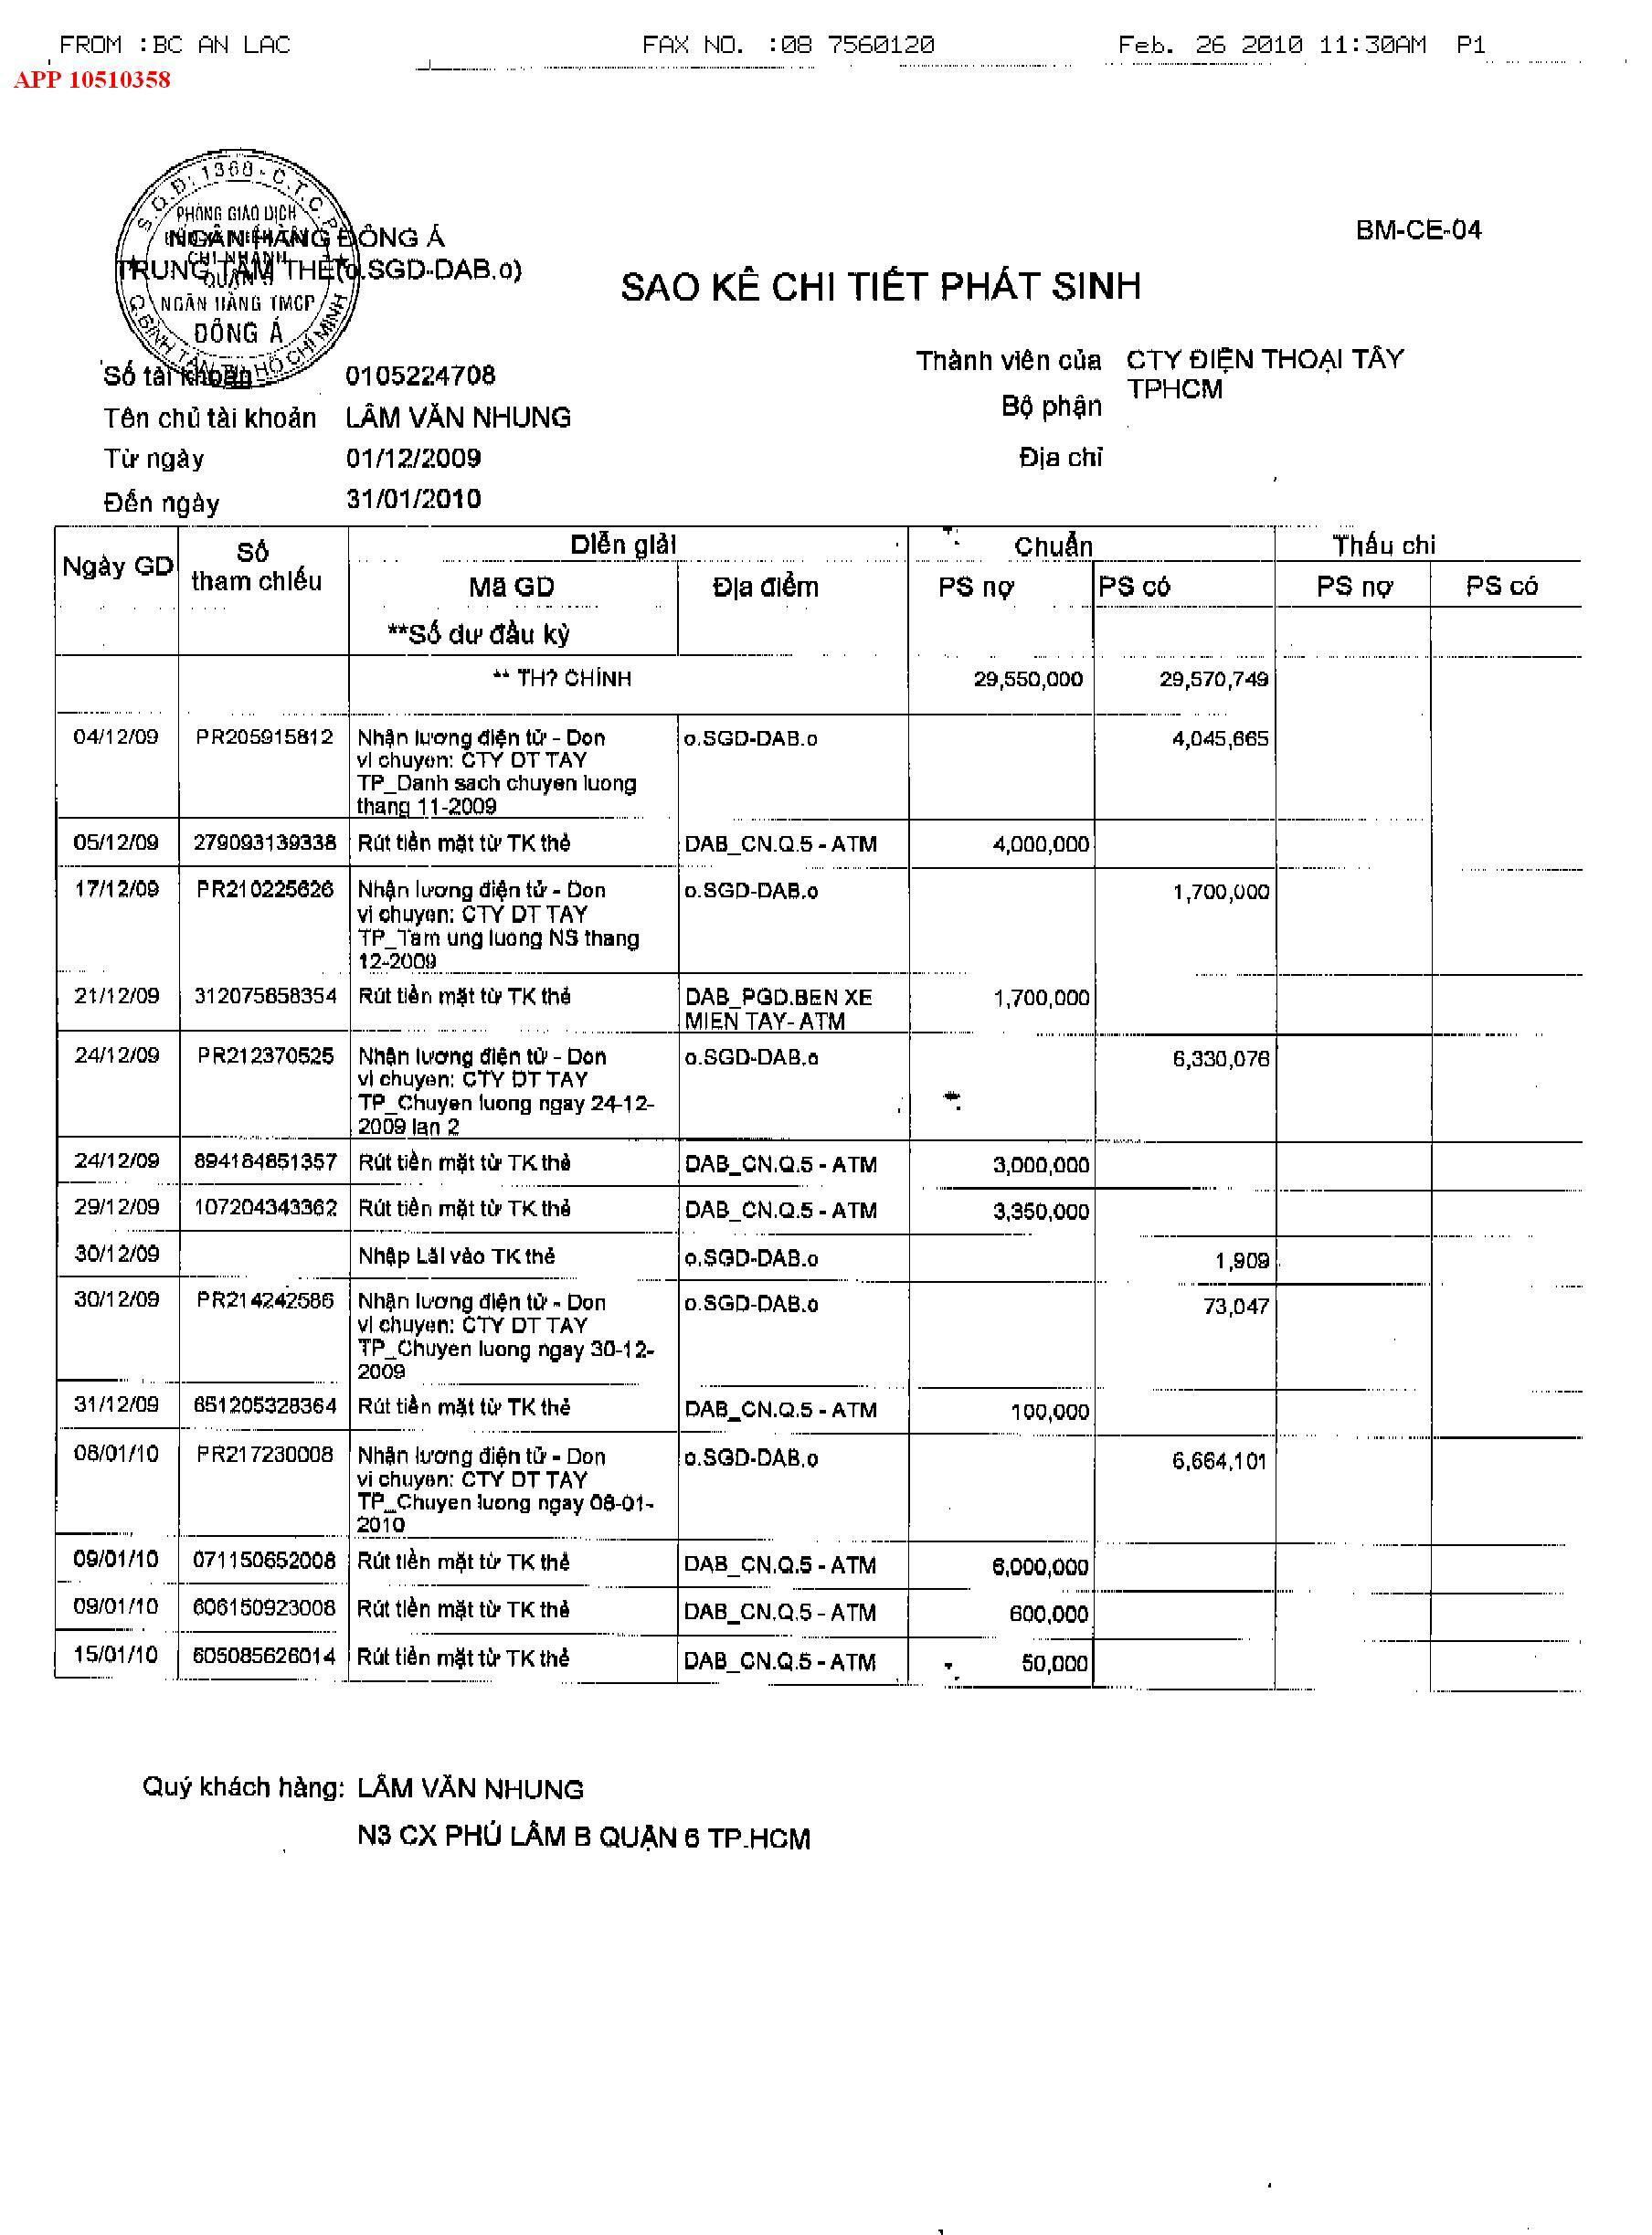 FROM :BC AN LAC FAX NO. :08 7560120 Feb. 26 2010 11:30AM P1
APP 10510358
S.Q.Đ: 1368 - C.T.C.P
PHÒNG GIAO DỊCH
CHI NHÁNH
QUẬN 5
NGÂN HÀNG TMCP
ĐÔNG Á
Q.BÌNH TÂN TP. HỒ CHÍ MINH
NGÂN HÀNG ĐÔNG Á
TRUNG TÂM THẺ(o.SGD-DAB.o)
BM-CE-04
SAO KÊ CHI TIẾT PHÁT SINH
Số tài khoản 0105224708
Thành viên của CTY ĐIỆN THOẠI TÂY
TPHCM
Tên chủ tài khoản LÂM VĂN NHUNG
Bộ phận
Từ ngày 01/12/2009
Địa chỉ
Đến ngày 31/01/2010
Ngày GD Số tham chiếu Diễn giải Chuẩn Thấu chi
Mã GD Địa điểm PS nợ PS có PS nợ PS có
**Số dư đầu kỳ
** TH? CHÍNH 29,550,000 29,570,749
04/12/09 PR205915812 Nhận lương điện tử - Don o.SGD-DAB.o 4,045,665
vi chuyen: CTY DT TAY
TP_Danh sach chuyen luong
thang 11-2009
05/12/09 279093139338 Rút tiền mặt từ TK thẻ DAB_CN.Q.5 - ATM 4,000,000
17/12/09 PR210225626 Nhận lương điện tử - Don o.SGD-DAB.o 1,700,000
vi chuyen: CTY DT TAY
TP_Tam ung luong NS thang
12-2009
21/12/09 312075858354 Rút tiền mặt từ TK thẻ DAB_PGD.BEN XE 1,700,000
MIEN TAY- ATM
24/12/09 PR212370525 Nhận lương điện tử - Don o.SGD-DAB.o 6,330,076
vi chuyen: CTY DT TAY
TP_Chuyen luong ngay 24-12-
2009 lan 2
24/12/09 894184851357 Rút tiền mặt từ TK thẻ DAB_CN.Q.5 - ATM 3,000,000
29/12/09 107204343362 Rút tiền mặt từ TK thẻ DAB_CN.Q.5 - ATM 3,350,000
30/12/09 Nhập Lãi vào TK thẻ o.SGD-DAB.o 1,909
30/12/09 PR214242586 Nhận lương điện tử - Don o.SGD-DAB.o 73,047
vi chuyen: CTY DT TAY
TP_Chuyen luong ngay 30-12-
2009
31/12/09 651205328364 Rút tiền mặt từ TK thẻ DAB_CN.Q.5 - ATM 100,000
08/01/10 PR217230008 Nhận lương điện tử - Don o.SGD-DAB.o 6,664,101
vi chuyen: CTY DT TAY
TP_Chuyen luong ngay 08-01-
2010
09/01/10 071150652008 Rút tiền mặt từ TK thẻ DAB_CN.Q.5 - ATM 6,000,000
09/01/10 606150923008 Rút tiền mặt từ TK thẻ DAB_CN.Q.5 - ATM 600,000
15/01/10 605085626014 Rút tiền mặt từ TK thẻ DAB_CN.Q.5 - ATM 50,000
Quý khách hàng: LÂM VĂN NHUNG
N3 CX PHÚ LÂM B QUẬN 6 TP.HCM